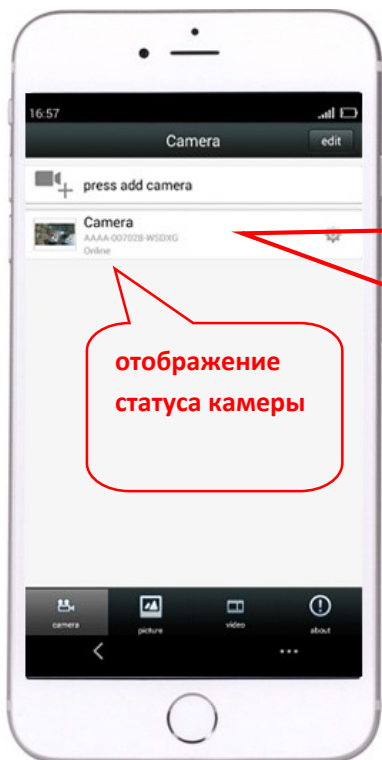 16:57
Camera
edit
press add camera
Camera
AAAA-007028-WSDXG
Online
отображение
статуса камеры
camera
picture
video
about